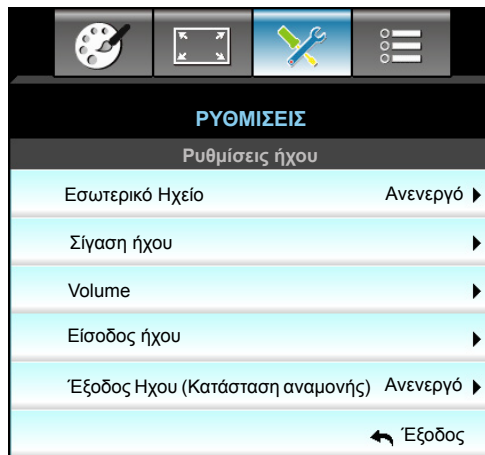 ΡΥΘΜΙΣΕΙΣ
Ρυθμίσεις ήχου
Εσωτερικό Ηχείο Ανενεργό
Σίγαση ήχου
Volume
Είσοδος ήχου
Έξοδος Ηχου (Κατάσταση αναμονής) Ανενεργό
Έξοδος